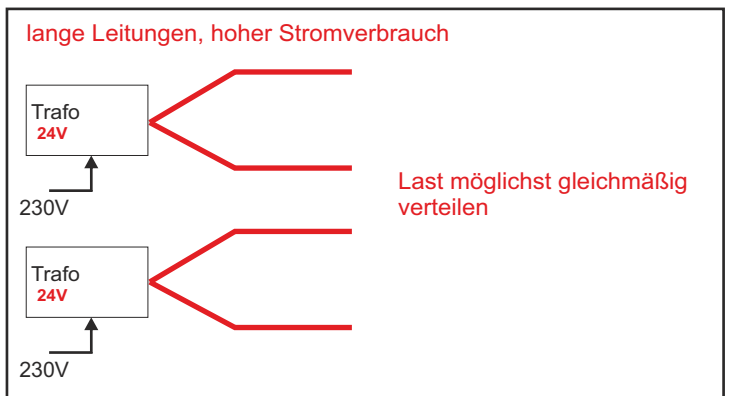 lange Leitungen, hoher Stromverbrauch
Trafo
24V
230V
Last möglichst gleichmäßig
verteilen
Trafo
24V
230V